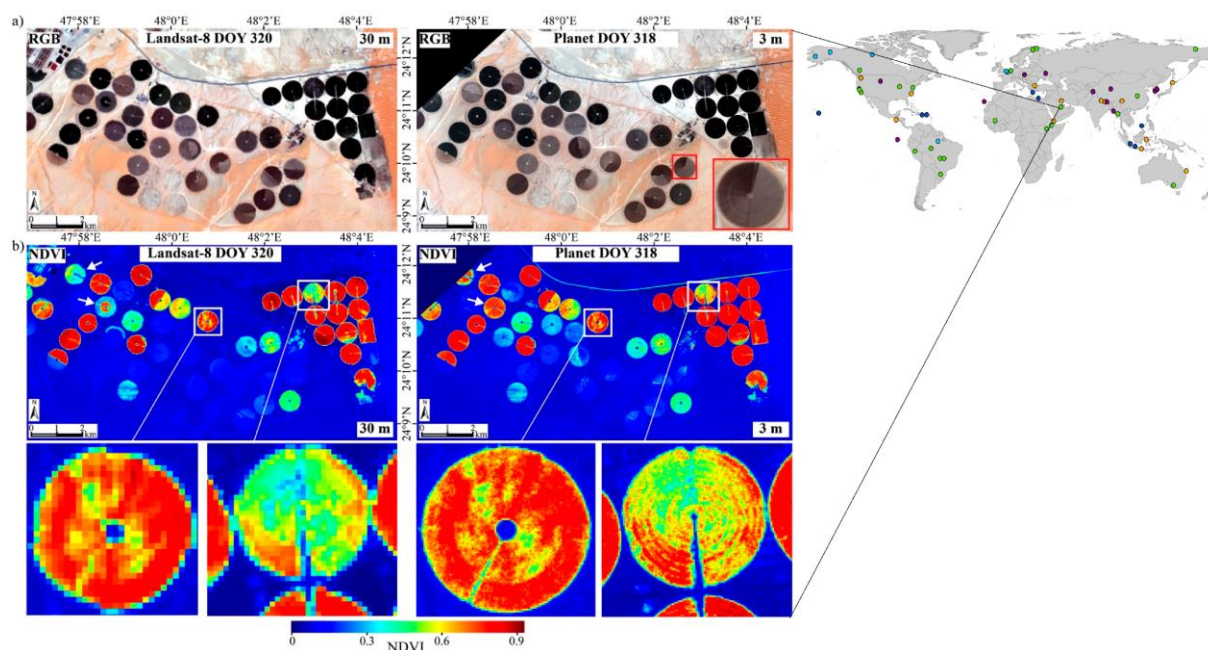 a)
47°58'E 48°0'E 48°2'E 48°4'E 47°58'E 48°0'E 48°2'E 48°4'E
RGB Landsat-8 DOY 320 30 m RGB Planet DOY 318 3 m
24°12'N
24°11'N
24°10'N
24°9'N
N N
0 1 2 km 0 1 2 km
b)
47°58'E 48°0'E 48°2'E 48°4'E 47°58'E 48°0'E 48°2'E 48°4'E
NDVI Landsat-8 DOY 320 NDVI Planet DOY 318
24°12'N
24°11'N
24°10'N
24°9'N
N N
0 1 2 km 30 m 0 1 2 km 3 m
0 0.3 0.6 0.9
NDVI